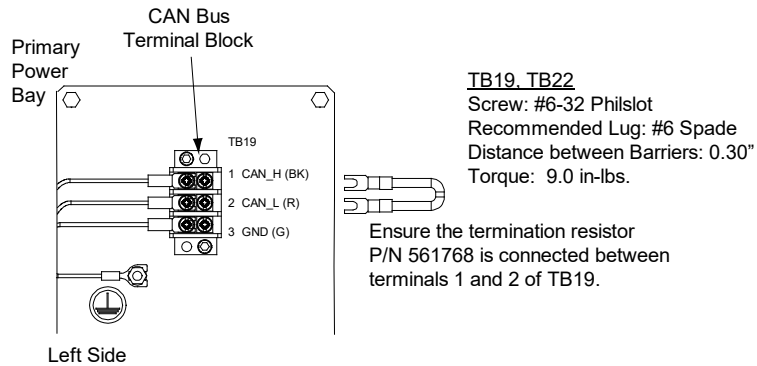 CAN Bus
Terminal Block
Primary
Power
Bay
TB19, TB22
Screw: #6-32 Philslot
Recommended Lug: #6 Spade
Distance between Barriers: 0.30”
Torque:  9.0 in-lbs.
TB19
1 CAN_H (BK)
2 CAN_L (R)
3 GND (G)
Ensure the termination resistor
P/N 561768 is connected between
terminals 1 and 2 of TB19.
Left Side